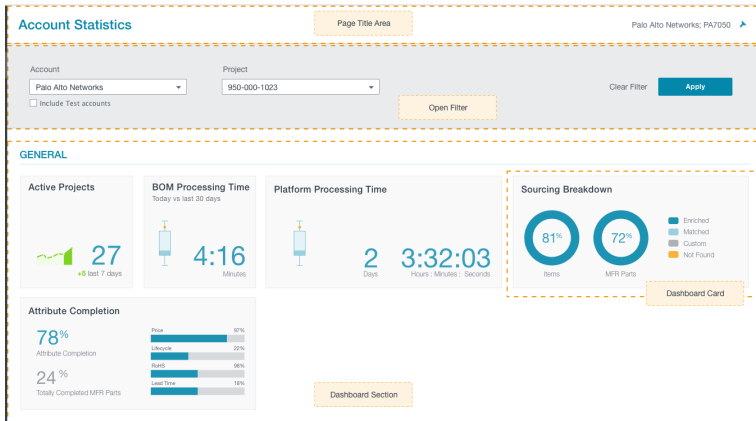 Account Statistics
Page Title Area
Palo Alto Networks; PA7050
Account
Project
Palo Alto Networks
950-000-1023
Clear Filter
Apply
Include Test accounts
Open Filter
GENERAL
Active Projects
27
+5 last 7 days
BOM Processing Time
Today vs last 30 days
4:16
Minutes
Platform Processing Time
2
Days
3:32:03
Hours : Minutes : Seconds
Sourcing Breakdown
81%
Items
72%
MFR Parts
Enriched
Matched
Custom
Not Found
Dashboard Card
Attribute Completion
78%
Attribute Completion
24%
Totally Completed MFR Parts
Price 97%
Lifecycle 22%
RoHS 98%
Lead Time 18%
Dashboard Section